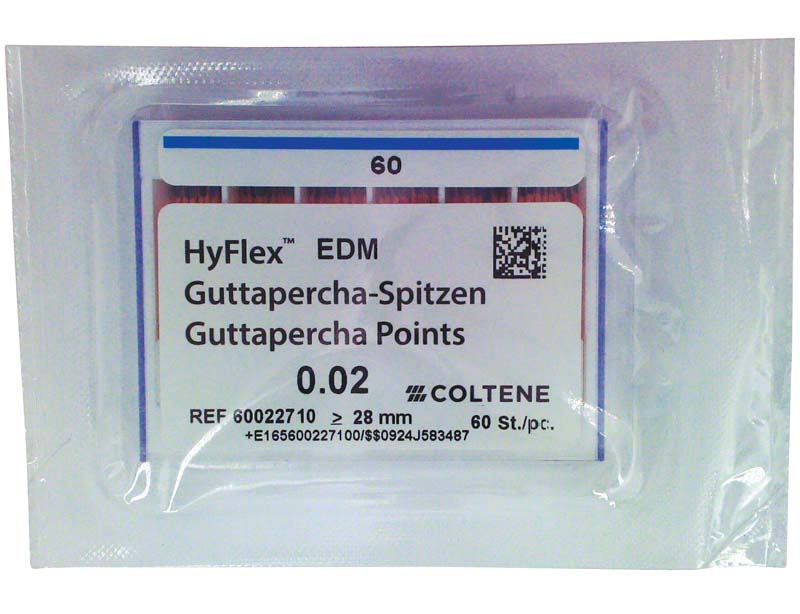 60
HyFlex™ EDM
Guttapercha-Spitzen
Guttapercha Points
0.02
COLTENE
REF 60022710 ≥ 28 mm 60 St./pc.
+E165600227100/$$0924J583487